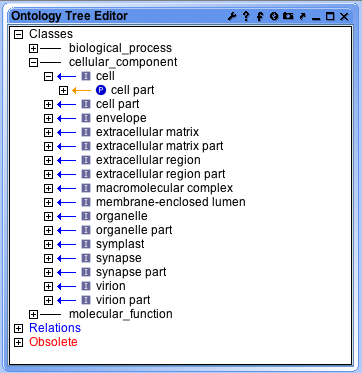 Ontology Tree Editor
Classes
biological_process
cellular_component
I cell
P cell part
I cell part
I envelope
I extracellular matrix
I extracellular matrix part
I extracellular region
I extracellular region part
I macromolecular complex
I membrane-enclosed lumen
I organelle
I organelle part
I symplast
I synapse
I synapse part
I virion
I virion part
molecular_function
Relations
Obsolete